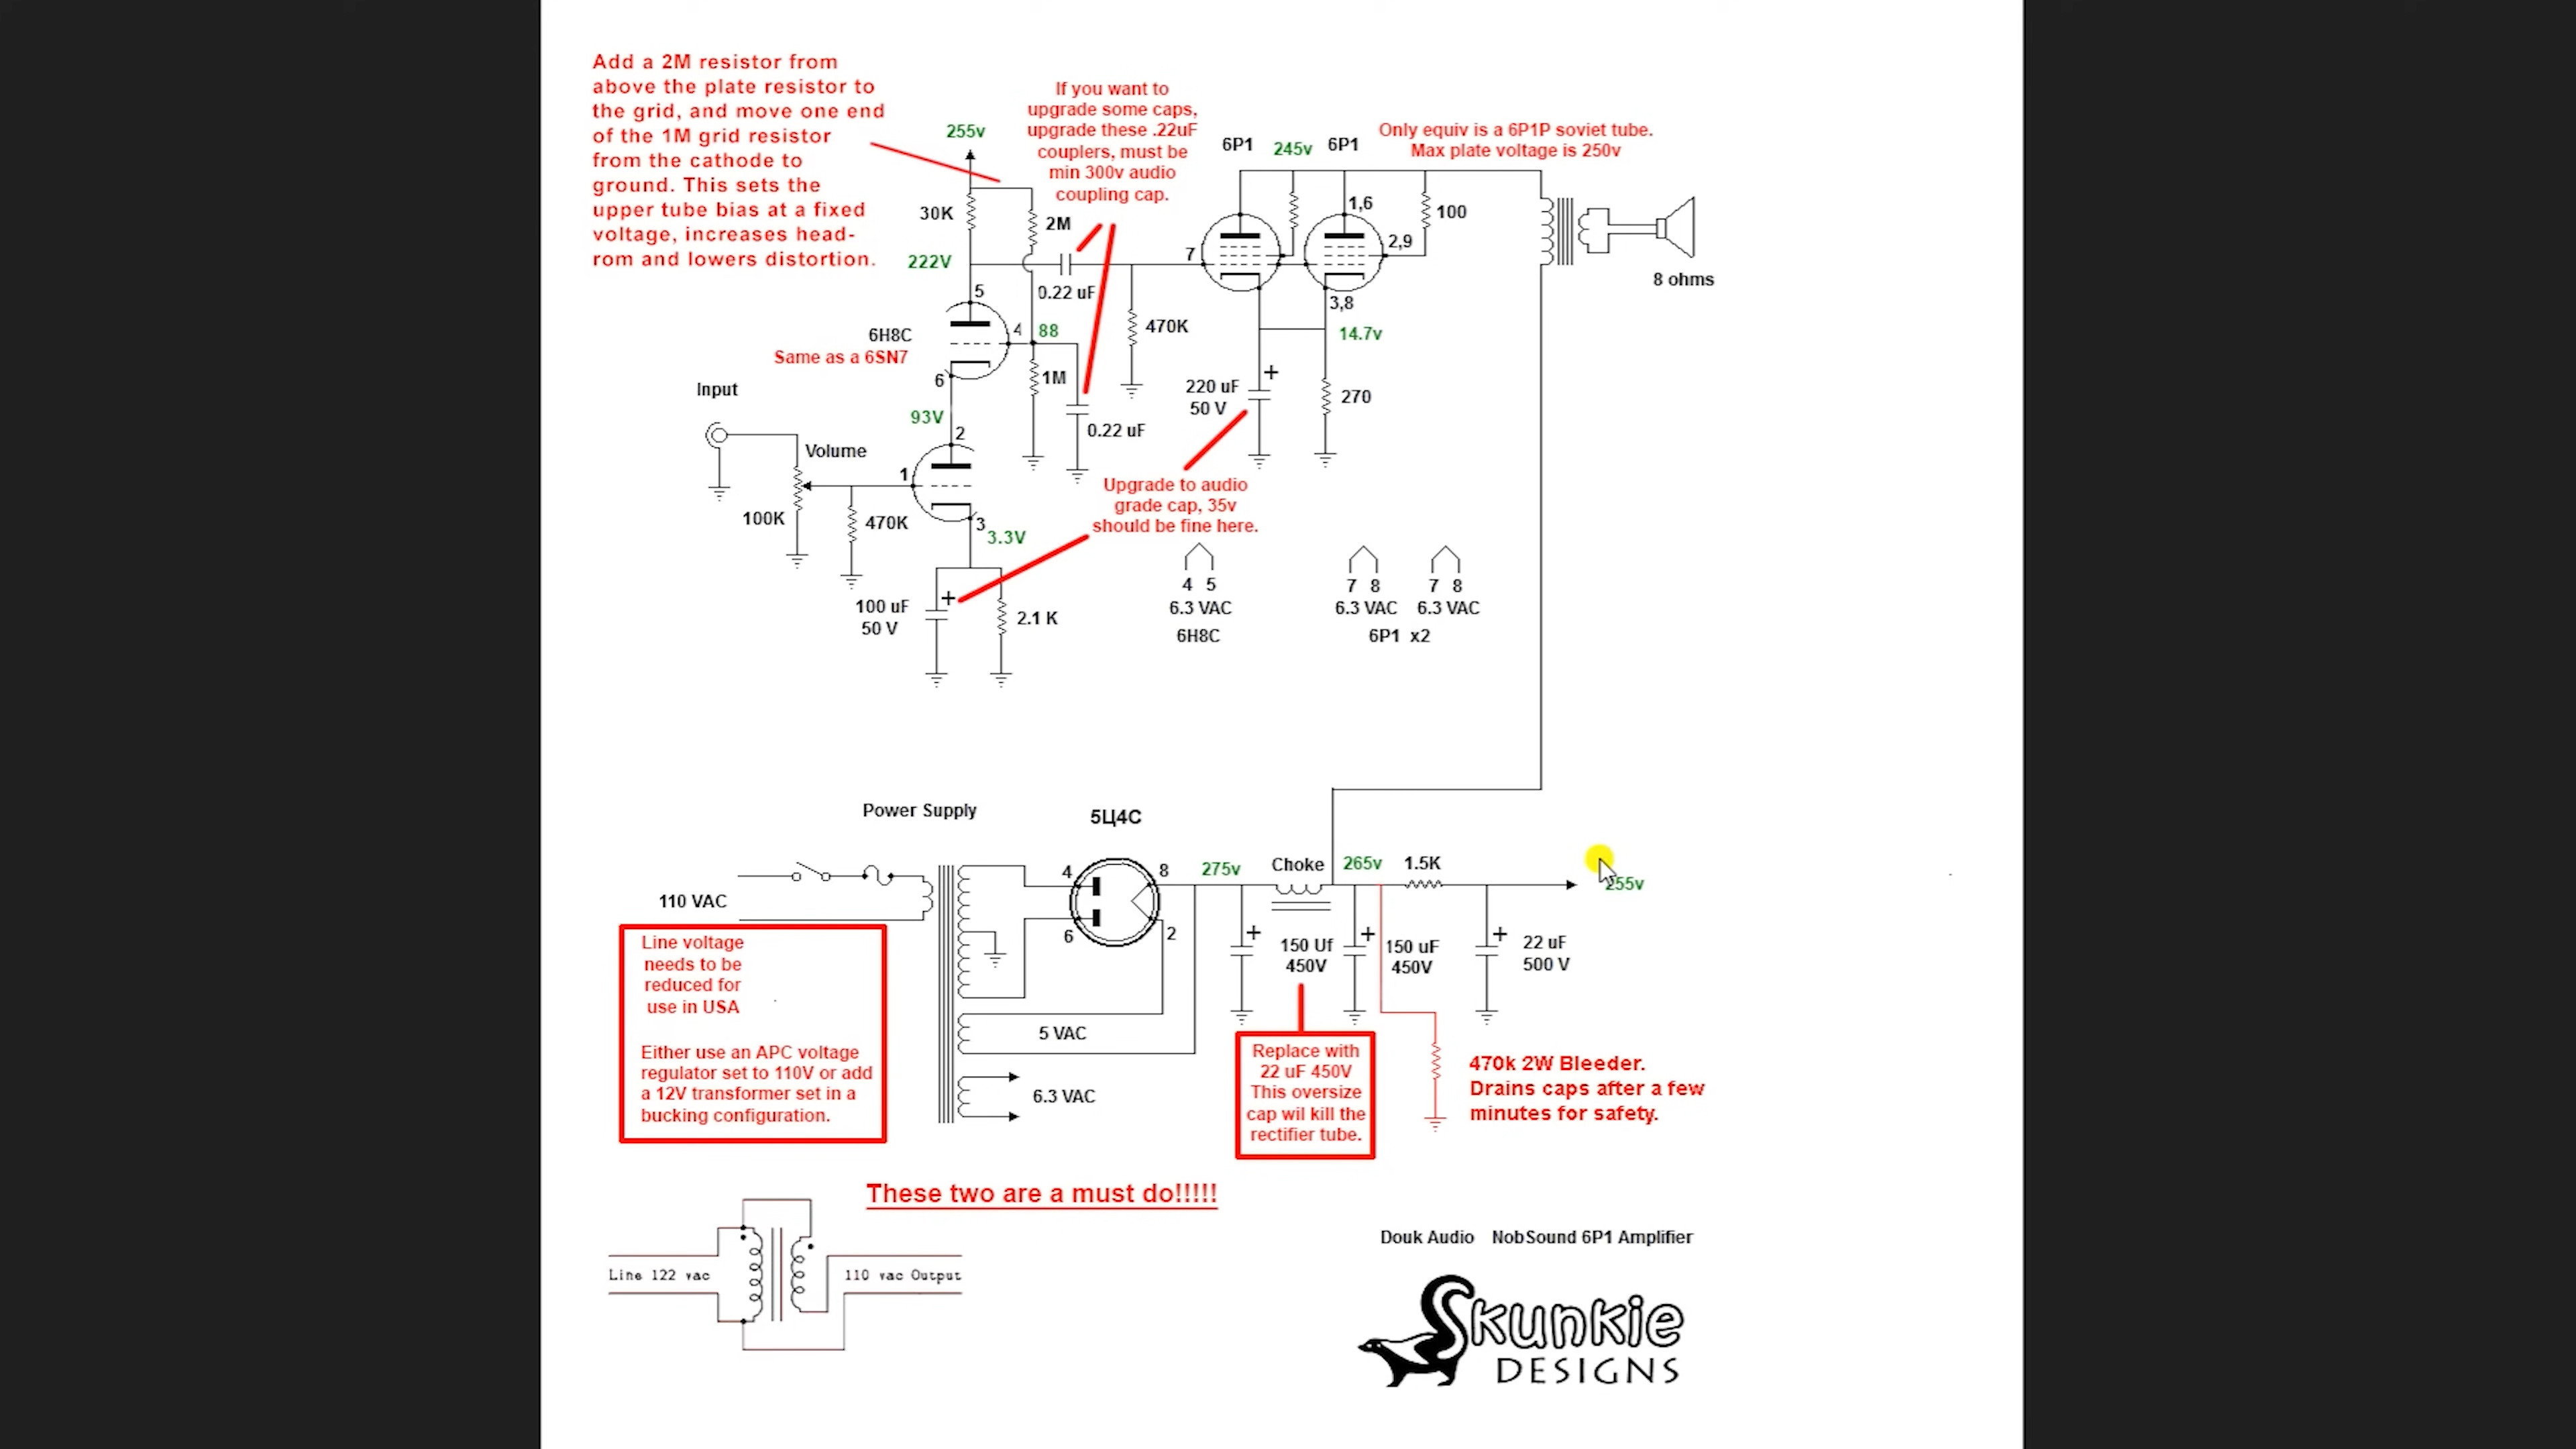 Add a 2M resistor from
above the plate resistor to
the grid, and move one end
of the 1M grid resistor
from the cathode to
ground. This sets the
upper tube bias at a fixed
voltage, increases head-
rom and lowers distortion.
If you want to
upgrade some caps,
upgrade these .22uF
couplers, must be
min 300v audio
coupling cap.
Only equiv is a 6P1P soviet tube.
Max plate voltage is 250v
255v
6P1
245v
6P1
30K
2M
1,6
100
222V
7
2,9
0.22 uF
8 ohms
5
3,8
6H8C
4
88
470K
14.7v
Same as a 6SN7
6
1M
Input
220 uF
50 V
+
270
93V
2
0.22 uF
Volume
1
100K
470K
3
3.3V
Upgrade to audio
grade cap, 35v
should be fine here.
100 uF
50 V
+
2.1 K
4 5
6.3 VAC
6H8C
7 8
6.3 VAC
7 8
6.3 VAC
6P1 x2
Power Supply
5Ц4С
110 VAC
4
8
6
2
275v
Choke
265v
1.5K
255v
+
150 Uf
450V
+
150 uF
450V
+
22 uF
500 V
5 VAC
6.3 VAC
Line voltage
needs to be
reduced for
use in USA
Either use an APC voltage
regulator set to 110V or add
a 12V transformer set in a
bucking configuration.
Replace with
22 uF 450V
This oversize
cap wil kill the
rectifier tube.
470k 2W Bleeder.
Drains caps after a few
minutes for safety.
These two are a must do!!!!!
Line 122 vac
110 vac Output
Douk Audio NobSound 6P1 Amplifier
Skunkie
DESIGNS